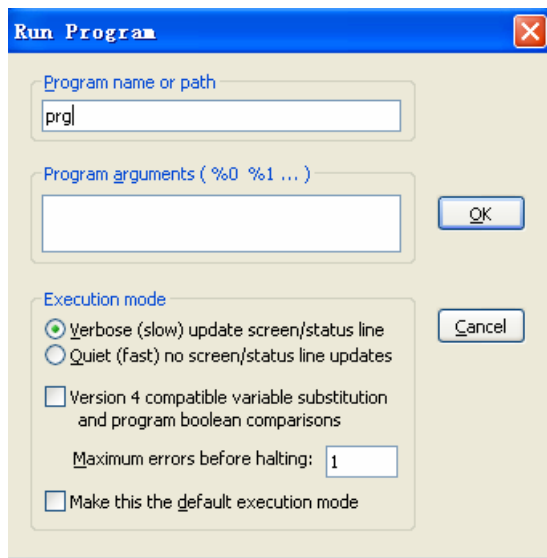 Run Program
Program name or path
prg
Program arguments ( %0 %1 ... )
OK
Execution mode
Verbose (slow) update screen/status line
Cancel
Quiet (fast) no screen/status line updates
Version 4 compatible variable substitution
and program boolean comparisons
Maximum errors before halting: 1
Make this the default execution mode